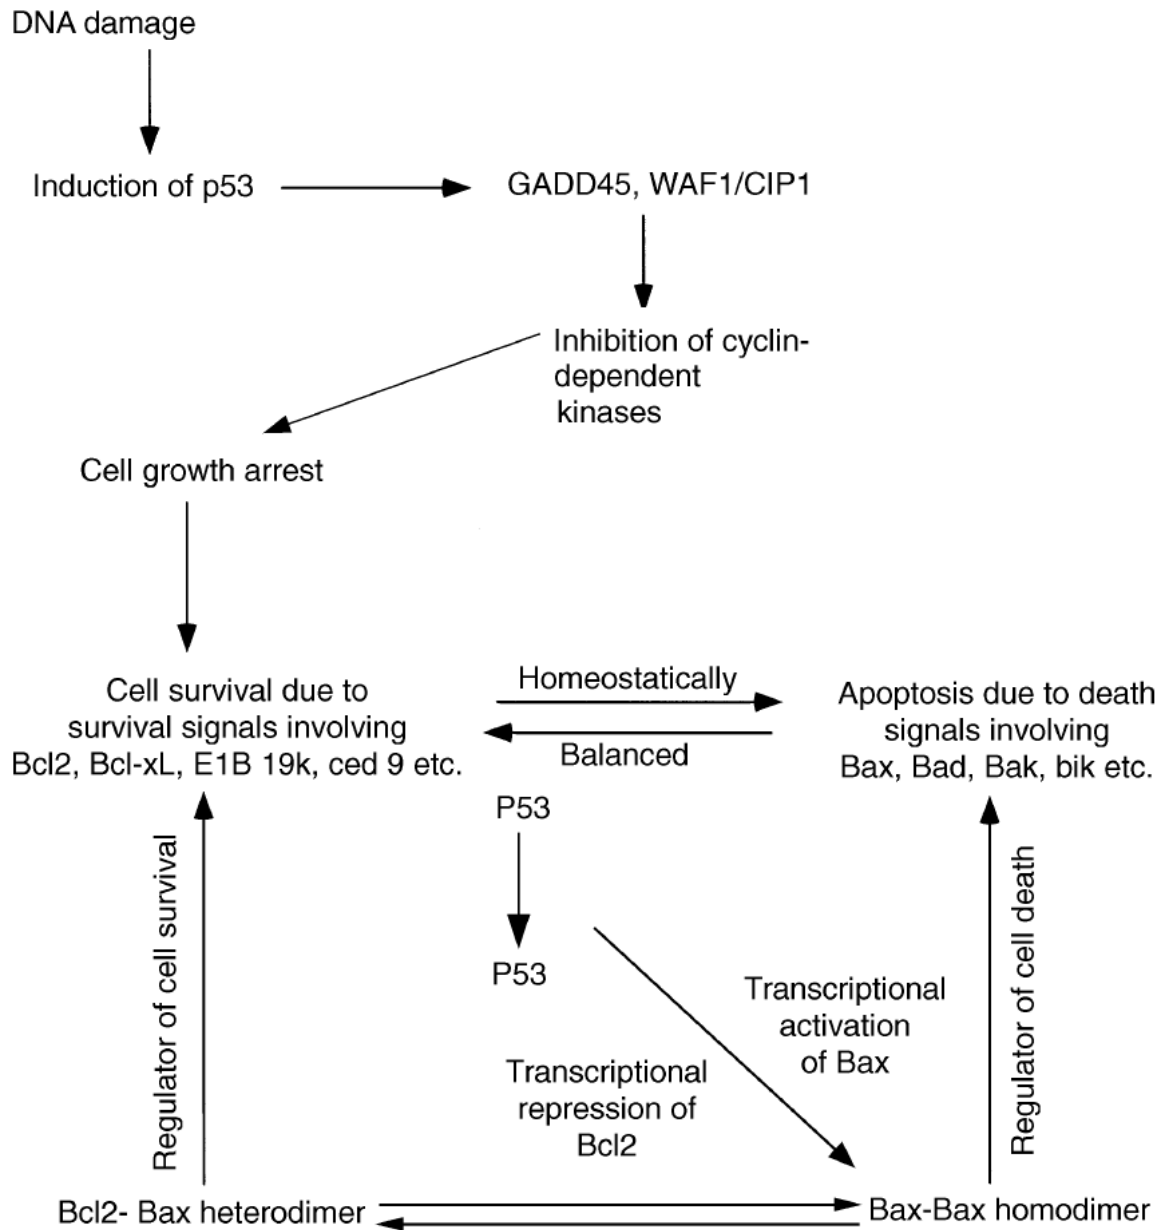 DNA damage
Induction of p53
GADD45, WAF1/CIP1
Inhibition of cyclin-
dependent
kinases
Cell growth arrest
Cell survival due to
survival signals involving
Bcl2, Bcl-xL, E1B 19k, ced 9 etc.
Homeostatically
Balanced
Apoptosis due to death
signals involving
Bax, Bad, Bak, bik etc.
P53
P53
Regulator of cell survival
Transcriptional
repression of
Bcl2
Transcriptional
activation
of Bax
Regulator of cell death
Bcl2- Bax heterodimer
Bax-Bax homodimer